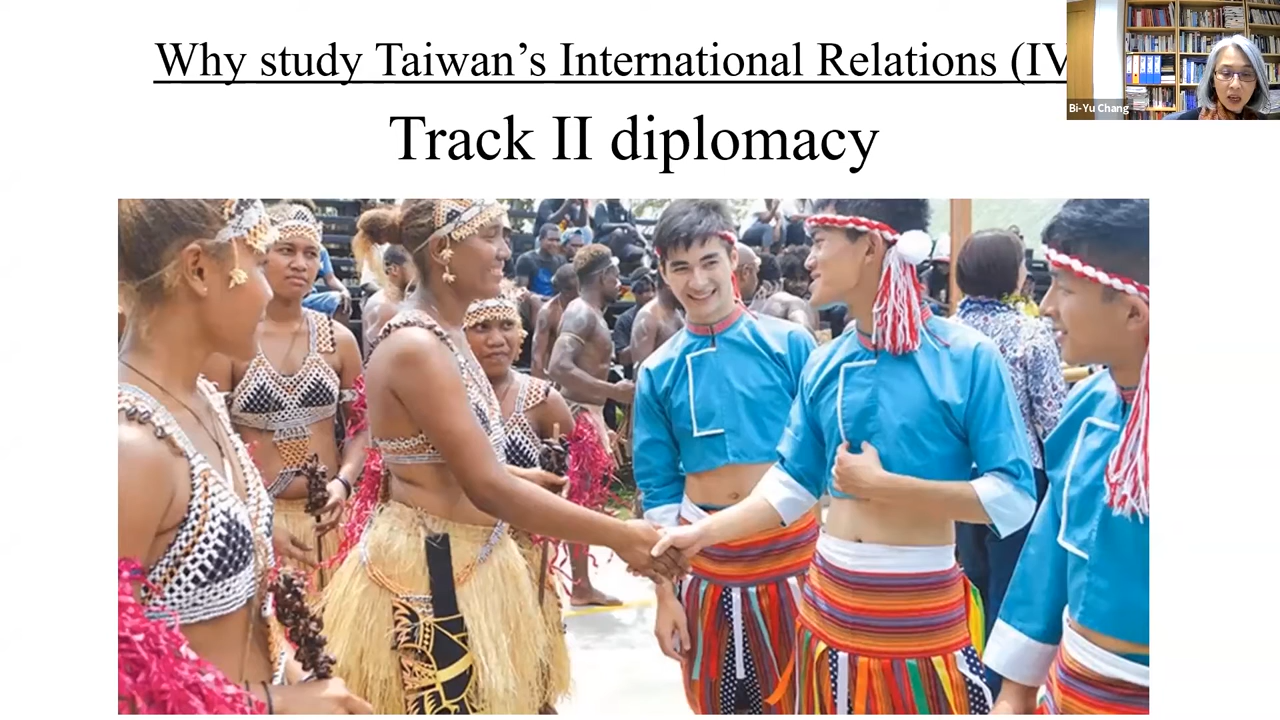 Why study Taiwan’s International Relations (IV
Track II diplomacy
Bi-Yu Chang